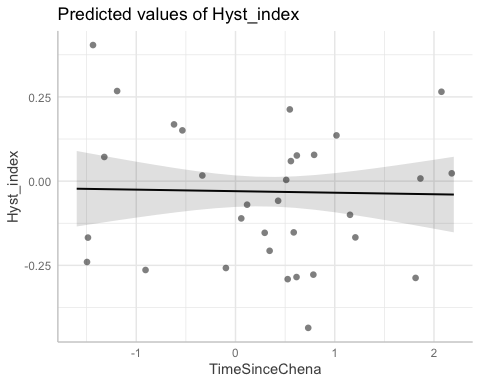 Predicted values of Hyst_index
Hyst_index
0.25
0.00
-0.25
-1
0
1
2
TimeSinceChena